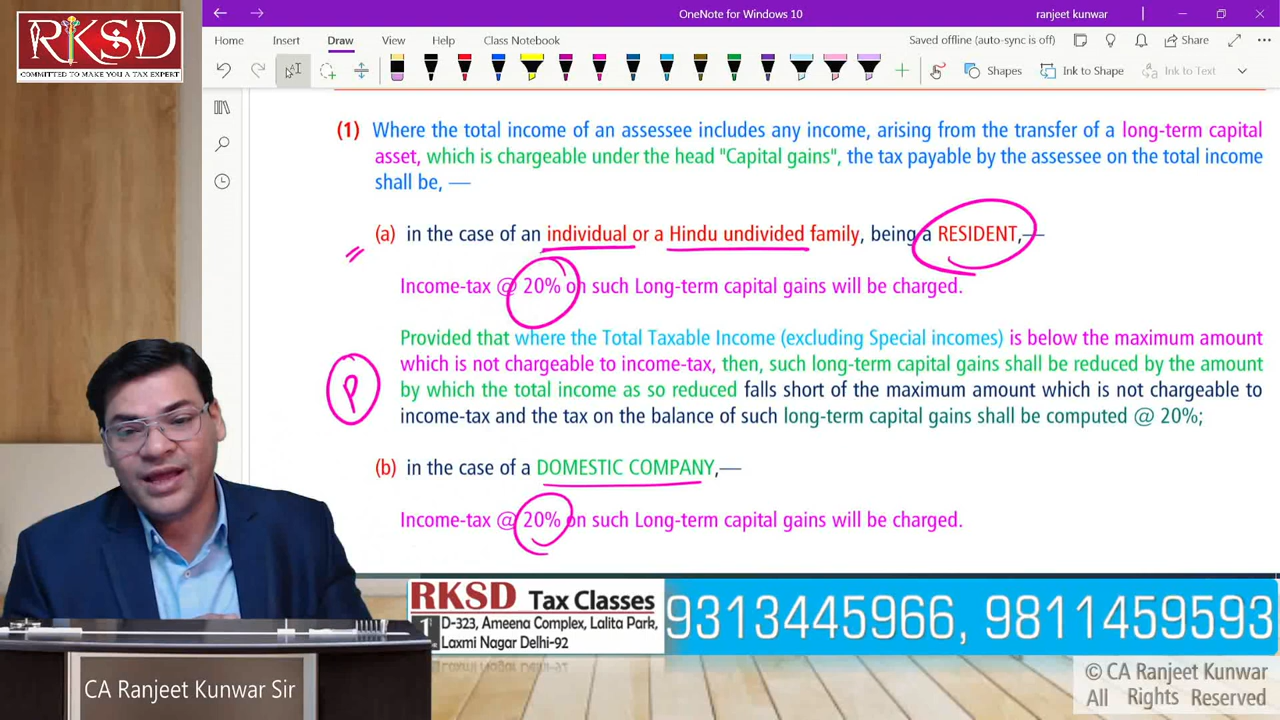 RKSD
COMMITTED TO MAKE YOU A TAX EXPERT
OneNote for Windows 10
ranjeet kunwar
Home Insert Draw View Help Class Notebook
Saved offline (auto-sync is off)
Share
Shapes
Ink to Shape
Ink to Text
(1) Where the total income of an assessee includes any income, arising from the transfer of a long-term capital
asset, which is chargeable under the head "Capital gains", the tax payable by the assessee on the total income
shall be, —
(a) in the case of an individual or a Hindu undivided family, being a RESIDENT,—
Income-tax @ 20% on such Long-term capital gains will be charged.
Provided that where the Total Taxable Income (excluding Special incomes) is below the maximum amount
which is not chargeable to income-tax, then, such long-term capital gains shall be reduced by the amount
P
by which the total income as so reduced falls short of the maximum amount which is not chargeable to
income-tax and the tax on the balance of such long-term capital gains shall be computed @ 20%;
(b) in the case of a DOMESTIC COMPANY,—
Income-tax @ 20% on such Long-term capital gains will be charged.
RKSD Tax Classes
D-323, Ameena Complex, Lalita Park,
Laxmi Nagar Delhi-92
9313445966, 9811459593
CA Ranjeet Kunwar Sir
© CA Ranjeet Kunwar
All Rights Reserved